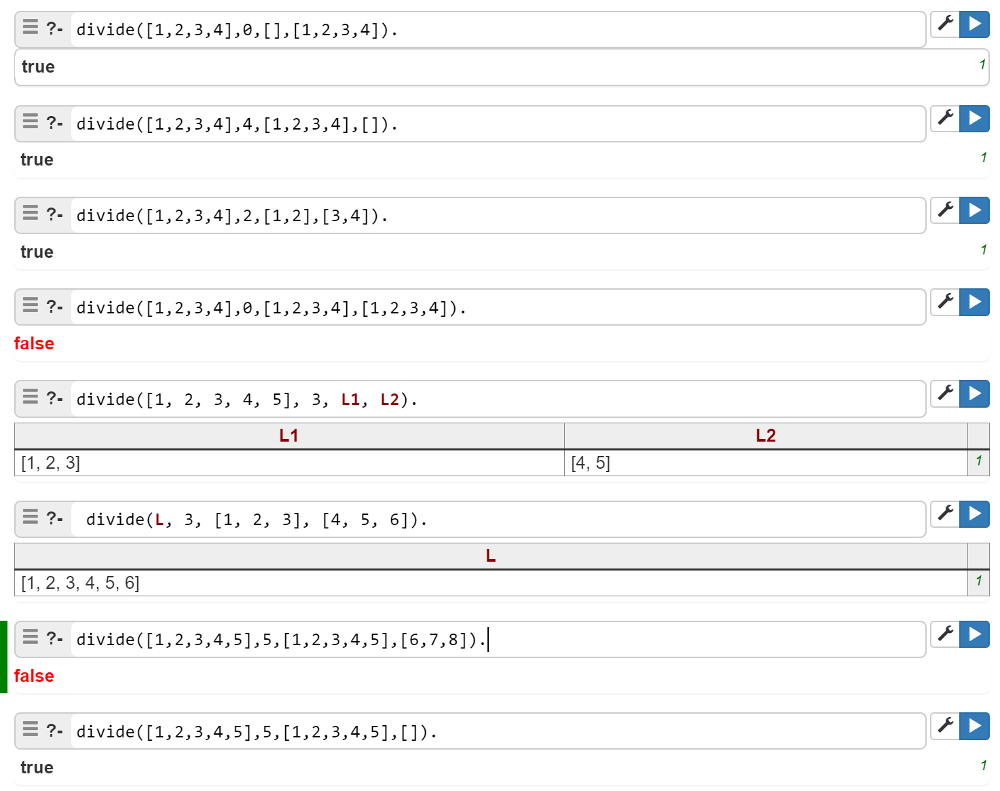 ?- divide([1,2,3,4],0,[],[1,2,3,4]).
true 1
?- divide([1,2,3,4],4,[1,2,3,4],[]).
true 1
?- divide([1,2,3,4],2,[1,2],[3,4]).
true 1
?- divide([1,2,3,4],0,[1,2,3,4],[1,2,3,4]).
false
?- divide([1, 2, 3, 4, 5], 3, L1, L2).
L1 L2
[1, 2, 3] [4, 5] 1
?- divide(L, 3, [1, 2, 3], [4, 5, 6]).
L
[1, 2, 3, 4, 5, 6] 1
?- divide([1,2,3,4,5],5,[1,2,3,4,5],[6,7,8]).
false
?- divide([1,2,3,4,5],5,[1,2,3,4,5],[]).
true 1